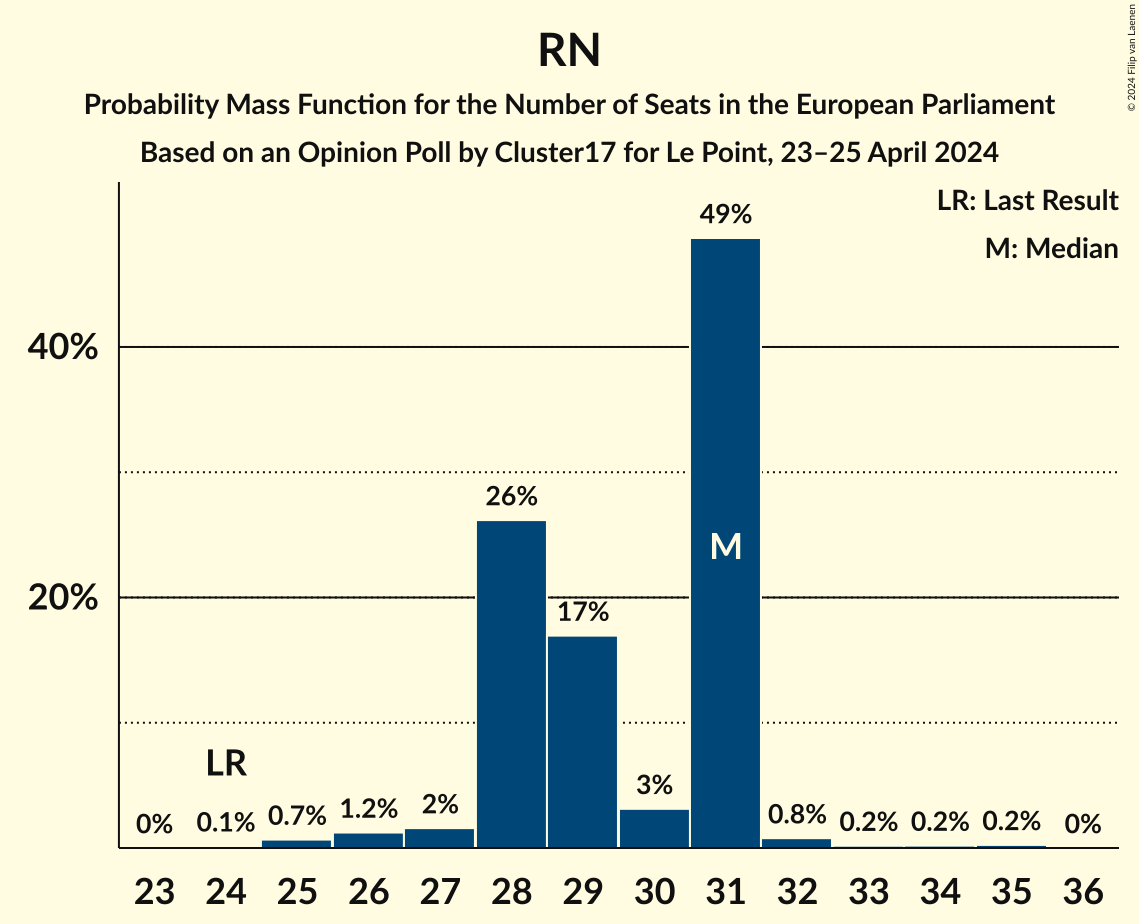 RN
Probability Mass Function for the Number of Seats in the European Parliament
Based on an Opinion Poll by Cluster17 for Le Point, 23–25 April 2024
© 2024 Filip van Laenen
LR: Last Result
M: Median
40%
20%
0%
LR
0.1%
0.7%
1.2%
2%
26%
17%
3%
49%
M
0.8%
0.2%
0.2%
0.2%
0%
23 24 25 26 27 28 29 30 31 32 33 34 35 36